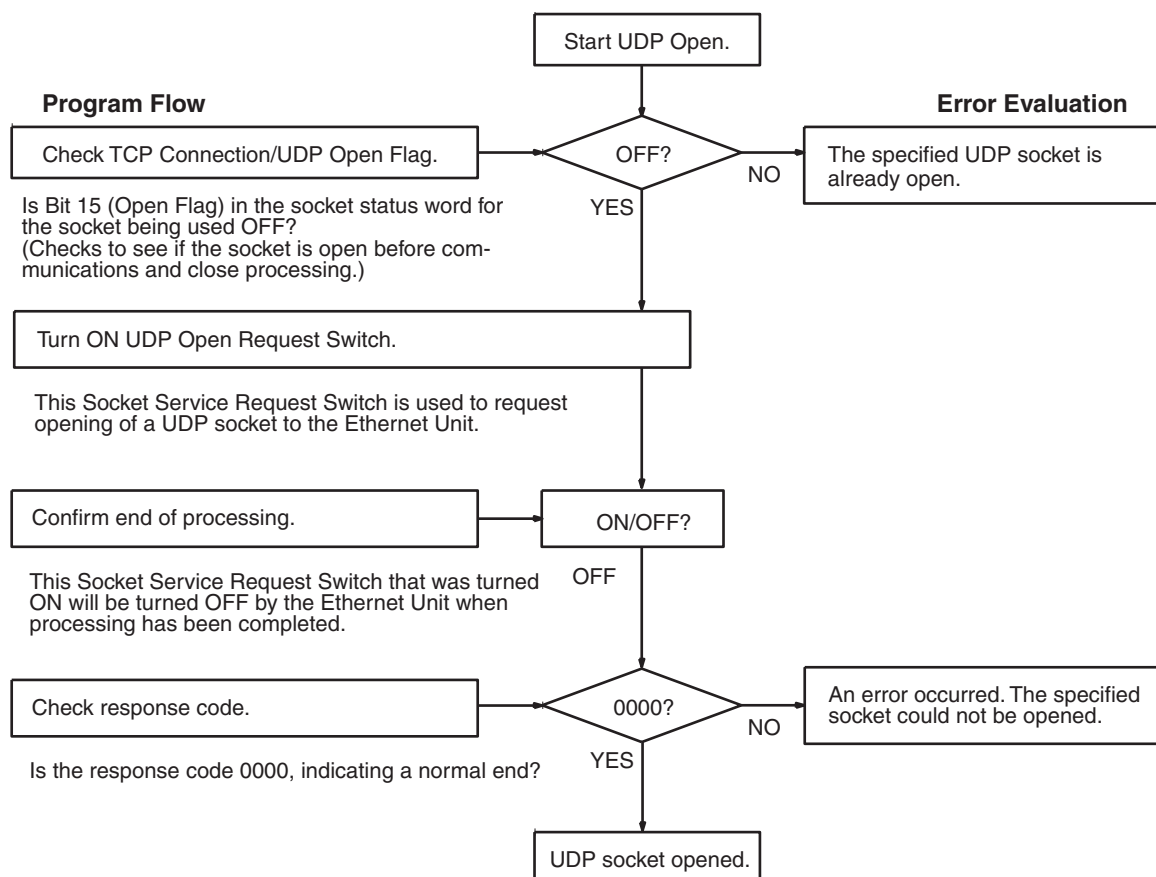 Start UDP Open.
Program Flow
Error Evaluation
Check TCP Connection/UDP Open Flag.
OFF?
NO
The specified UDP socket is
already open.
YES
Is Bit 15 (Open Flag) in the socket status word for
the socket being used OFF?
(Checks to see if the socket is open before com-
munications and close processing.)
Turn ON UDP Open Request Switch.
This Socket Service Request Switch is used to request
opening of a UDP socket to the Ethernet Unit.
Confirm end of processing.
ON/OFF?
OFF
This Socket Service Request Switch that was turned
ON will be turned OFF by the Ethernet Unit when
processing has been completed.
Check response code.
0000?
NO
An error occurred. The specified
socket could not be opened.
YES
Is the response code 0000, indicating a normal end?
UDP socket opened.